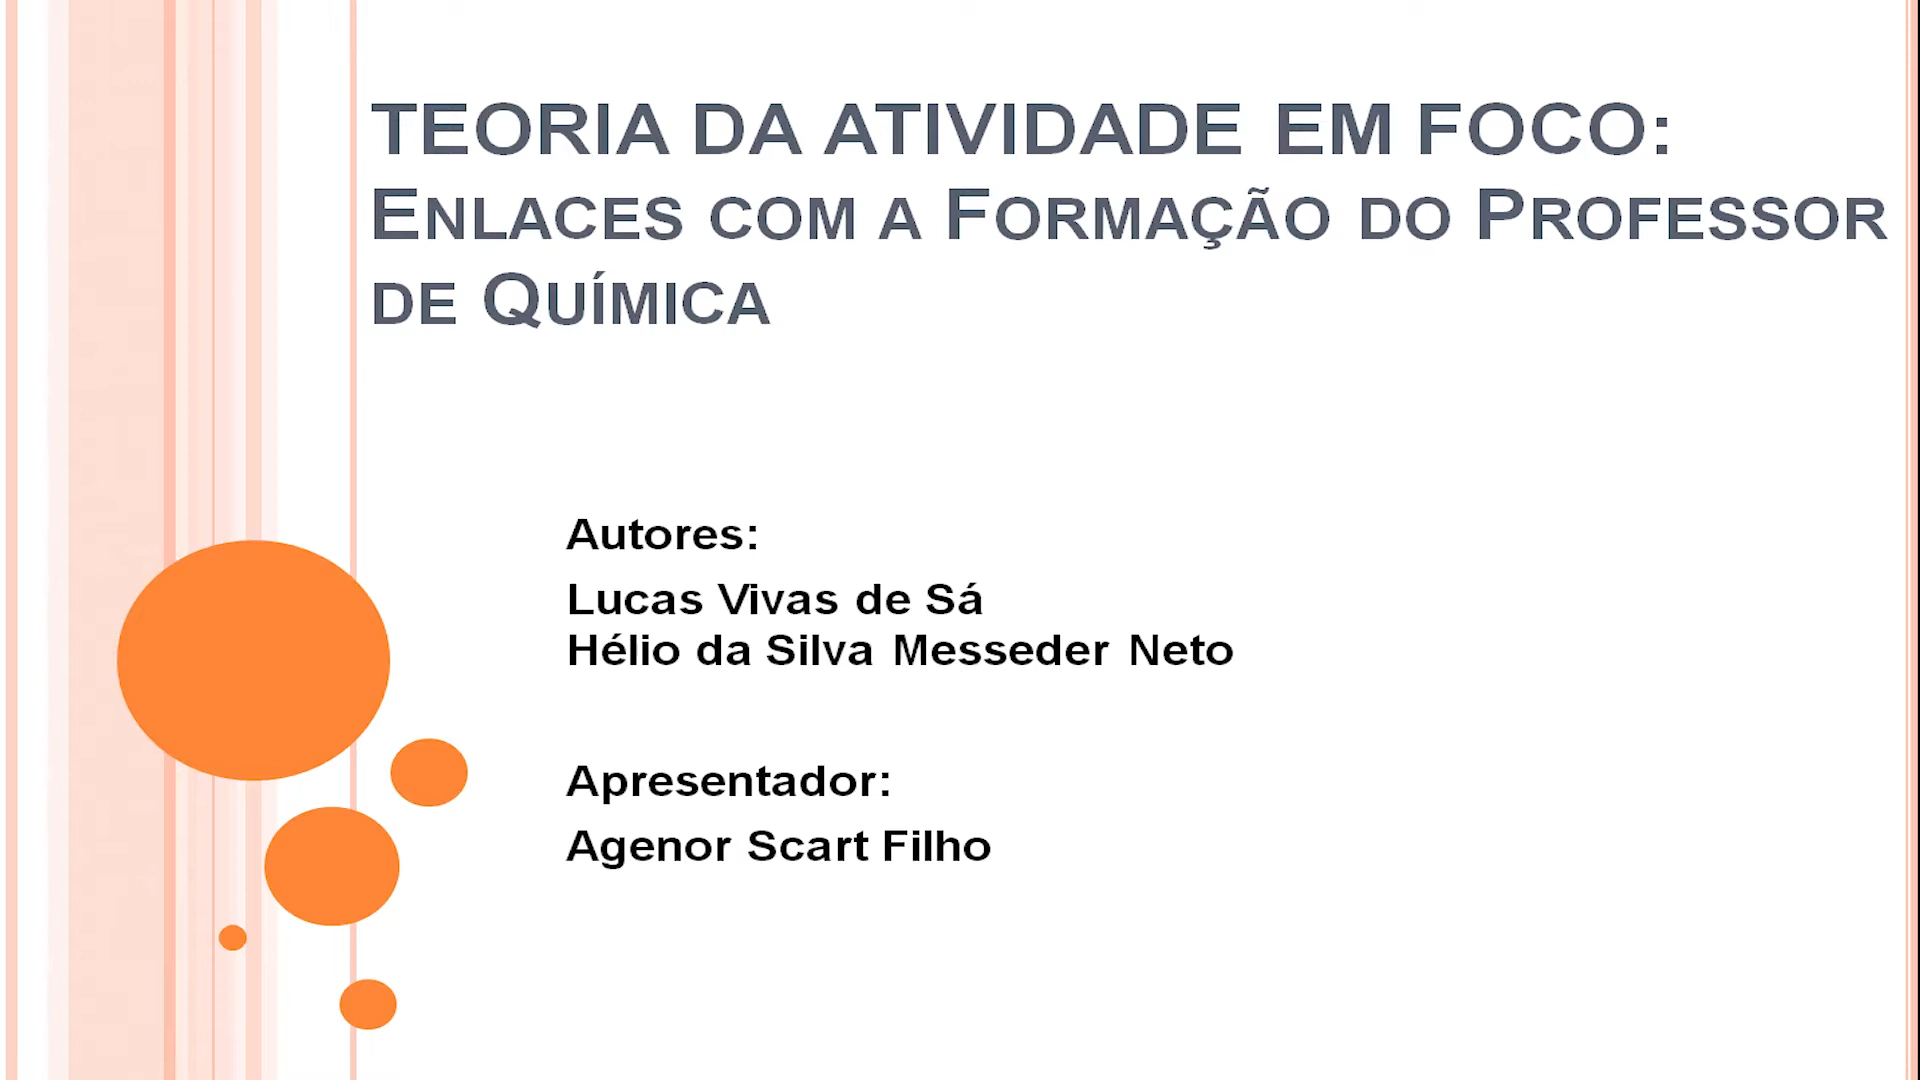 TEORIA DA ATIVIDADE EM FOCO:
ENLACES COM A FORMAÇÃO DO PROFESSOR
DE QUÍMICA
Autores:
Lucas Vivas de Sá
Hélio da Silva Messeder Neto
Apresentador:
Agenor Scart Filho